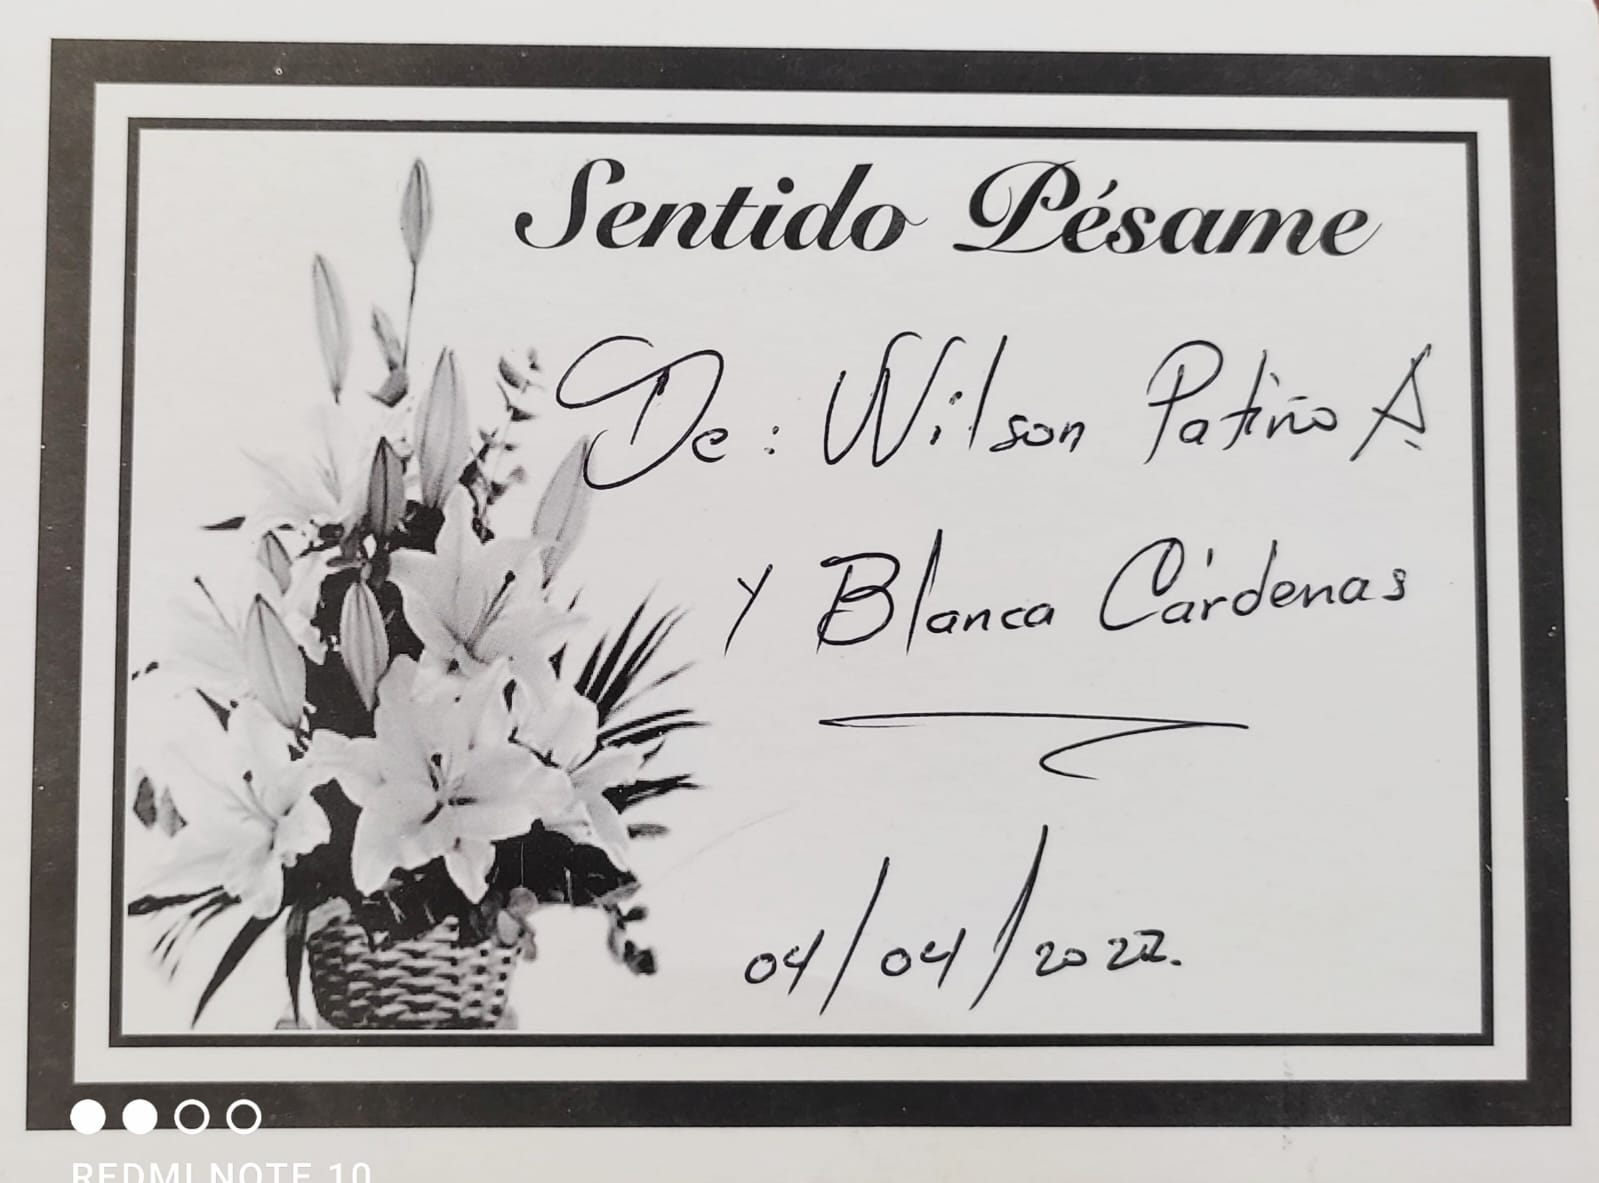 Sentido Pésame
De: Wilson Patiño A
y Blanca Cárdenas
04/04/2022.
REDMI NOTE 10